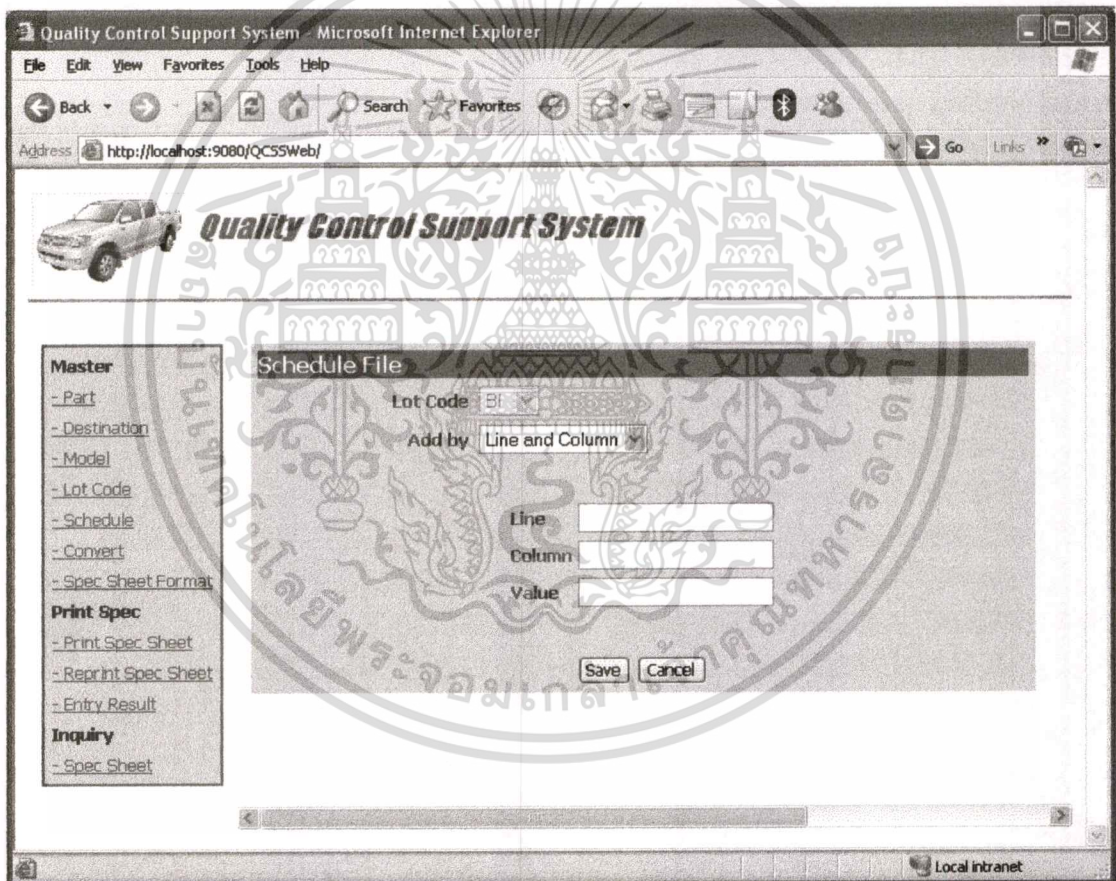 Quality Control Support System - Microsoft Internet Explorer
File Edit View Favorites Tools Help
Back Search Favorites
Address http://localhost:9080/QCSSWeb/ Go Links »
Quality Control Support System
Master
- Part
- Destination
- Model
- Lot Code
- Schedule
- Convert
- Spec Sheet Format
Print Spec
- Print Spec Sheet
- Reprint Spec Sheet
- Entry Result
Inquiry
- Spec Sheet
Schedule File
Lot Code
Add by Line and Column
Line
Column
Value
Save Cancel
Local intranet